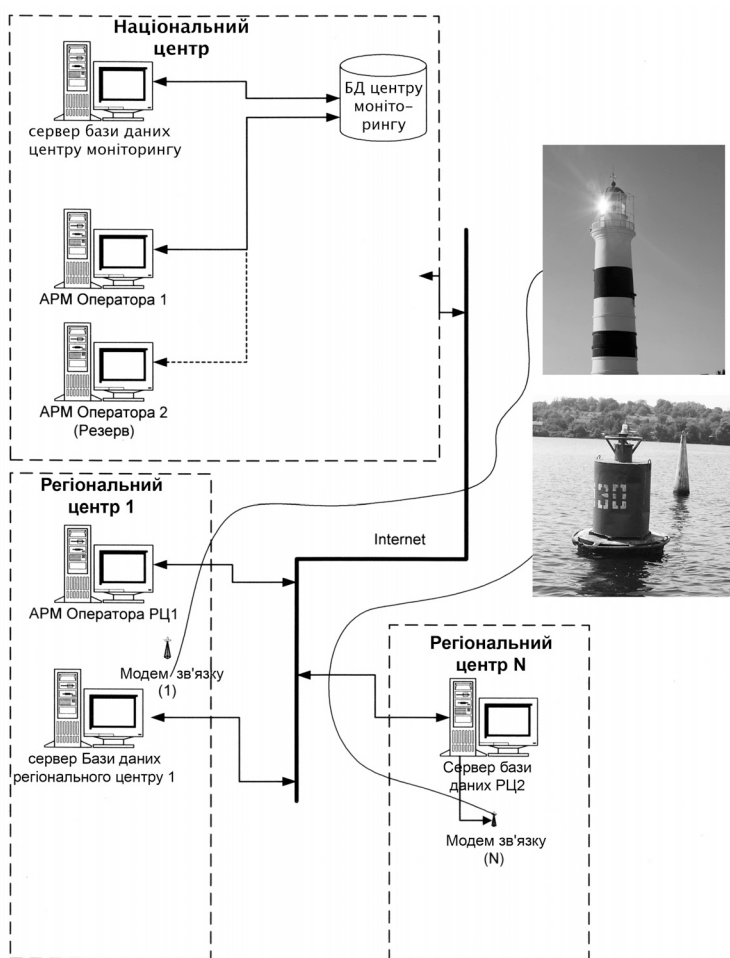 Національний
центр
сервер бази даних
центру моніторингу
БД центру
моніто-
рингу
АРМ Оператора 1
АРМ Оператора 2
(Резерв)
Регіональний
центр 1
АРМ Оператора РЦ1
Модем зв'язку
(1)
сервер Бази даних
регіонального центру 1
Internet
30
Регіональний
центр N
Сервер бази
даних РЦ2
Модем зв'язку
(N)